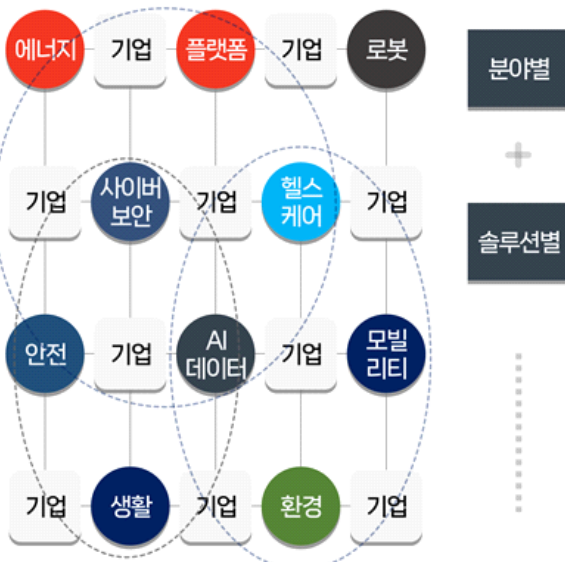 에너지 기업 플랫폼 기업 로봇
분야별
기업 사이버 보안 기업 헬스 케어 기업
솔루션별
안전 기업 AI 데이터 기업 모빌 리티
기업 생활 기업 환경 기업